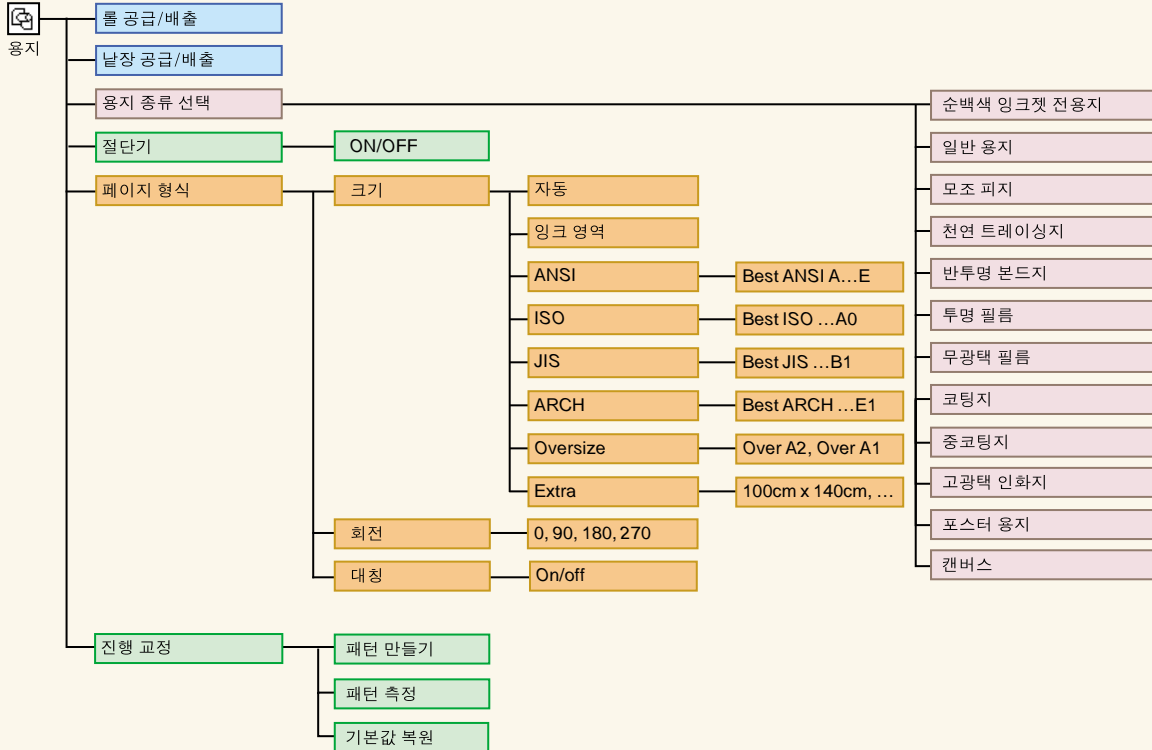 용지
롤 공급/배출
낱장 공급/배출
용지 종류 선택
순백색 잉크젯 전용지
일반 용지
모조 피지
천연 트레이싱지
반투명 본드지
투명 필름
무광택 필름
코팅지
중코팅지
고광택 인화지
포스터 용지
캔버스
절단기
ON/OFF
페이지 형식
크기
자동
잉크 영역
ANSI
Best ANSI A…E
ISO
Best ISO …A0
JIS
Best JIS …B1
ARCH
Best ARCH …E1
Oversize
Over A2, Over A1
Extra
100cm x 140cm, …
회전
0, 90, 180, 270
대칭
On/off
진행 교정
패턴 만들기
패턴 측정
기본값 복원